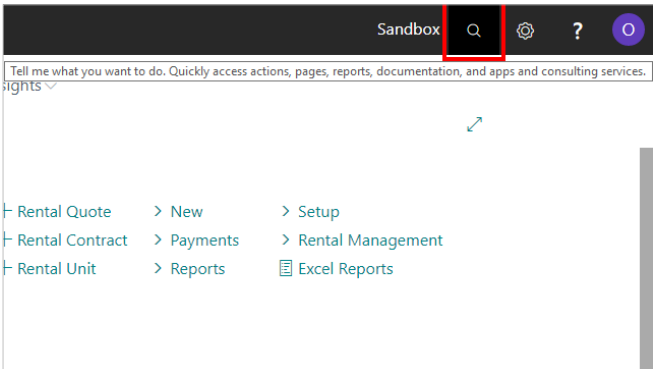 Sandbox ? O
Tell me what you want to do. Quickly access actions, pages, reports, documentation, and apps and consulting services.
sights
+ Rental Quote > New > Setup
+ Rental Contract > Payments > Rental Management
+ Rental Unit > Reports Excel Reports